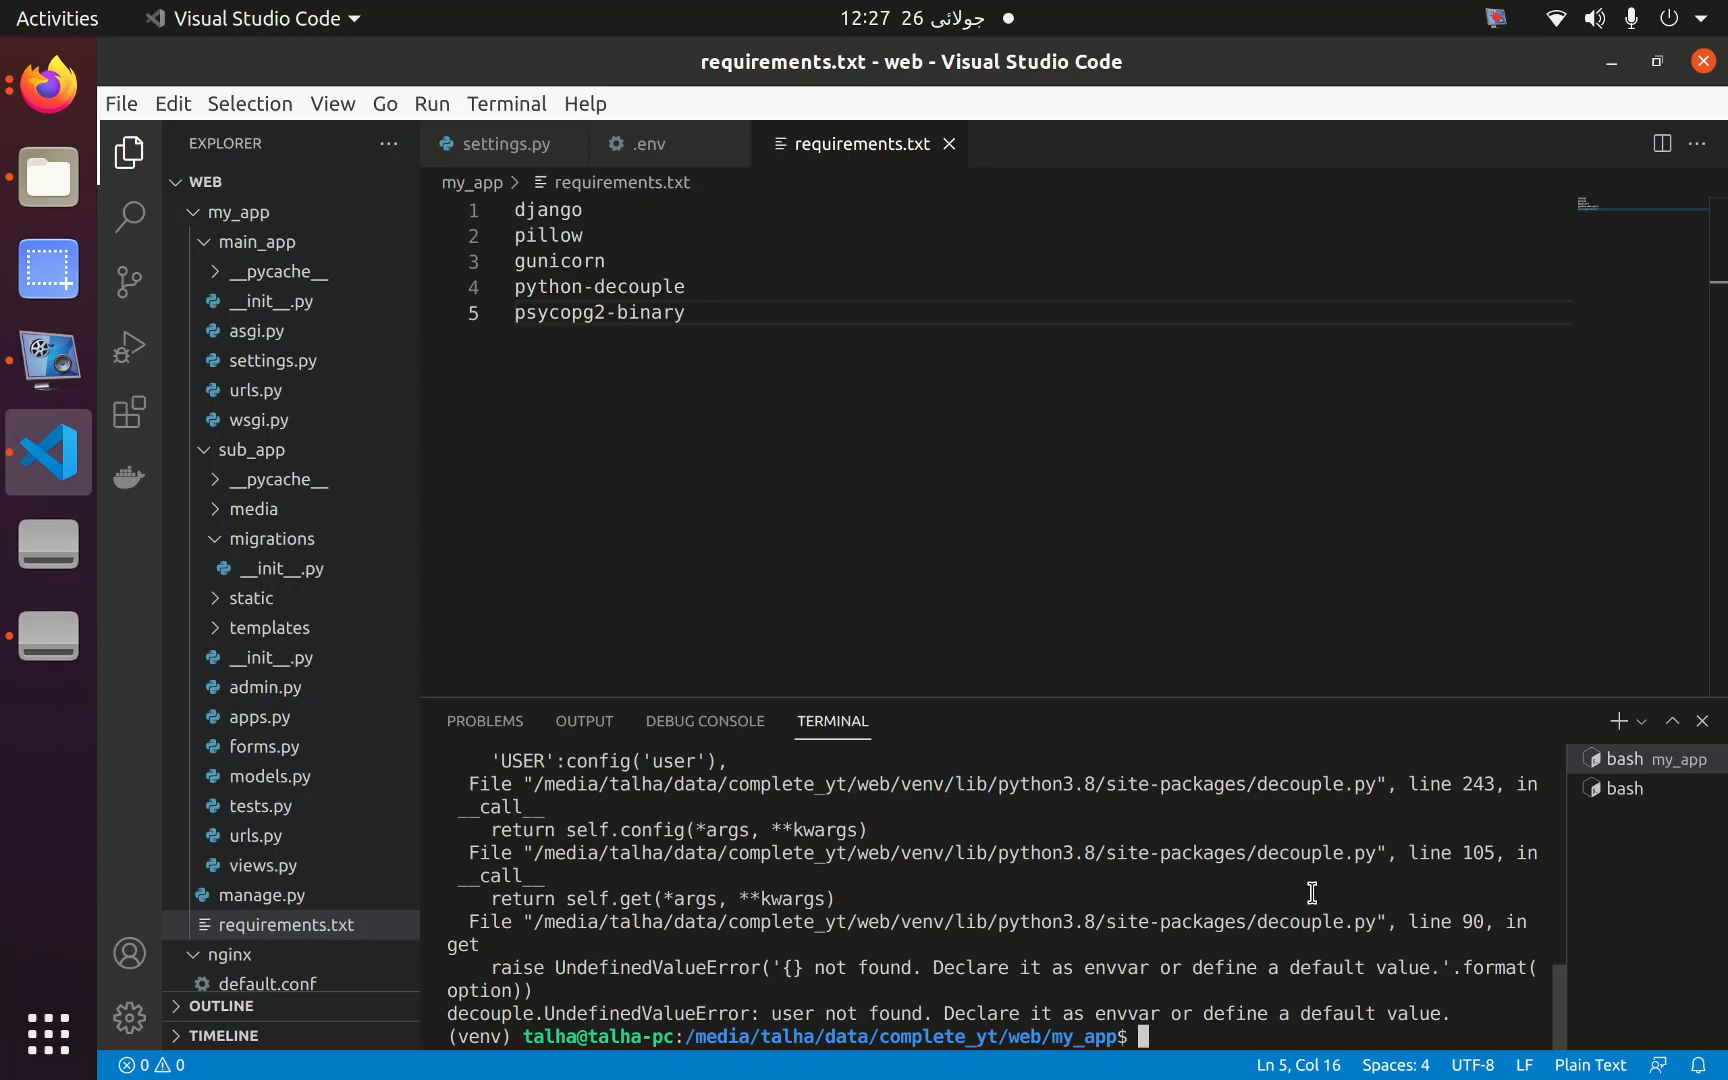 Activities
Visual Studio Code
12:27 26 جولائی
requirements.txt - web - Visual Studio Code
File Edit Selection View Go Run Terminal Help
EXPLORER
WEB
my_app
main_app
__pycache__
__init__.py
asgi.py
settings.py
urls.py
wsgi.py
sub_app
__pycache__
media
migrations
__init__.py
static
templates
__init__.py
admin.py
apps.py
forms.py
models.py
tests.py
urls.py
views.py
manage.py
requirements.txt
nginx
default.conf
OUTLINE
TIMELINE
settings.py .env requirements.txt
my_app > requirements.txt
1 django
2 pillow
3 gunicorn
4 python-decouple
5 psycopg2-binary
PROBLEMS OUTPUT DEBUG CONSOLE TERMINAL
'USER':config('user'),
File "/media/talha/data/complete_yt/web/venv/lib/python3.8/site-packages/decouple.py", line 243, in
__call__
return self.config(*args, **kwargs)
File "/media/talha/data/complete_yt/web/venv/lib/python3.8/site-packages/decouple.py", line 105, in
__call__
return self.get(*args, **kwargs)
File "/media/talha/data/complete_yt/web/venv/lib/python3.8/site-packages/decouple.py", line 90, in
get
raise UndefinedValueError('{} not found. Declare it as envvar or define a default value.'.format(
option))
decouple.UndefinedValueError: user not found. Declare it as envvar or define a default value.
(venv) talha@talha-pc:/media/talha/data/complete_yt/web/my_app$
bash my_app
bash
0 0
Ln 5, Col 16 Spaces: 4 UTF-8 LF Plain Text